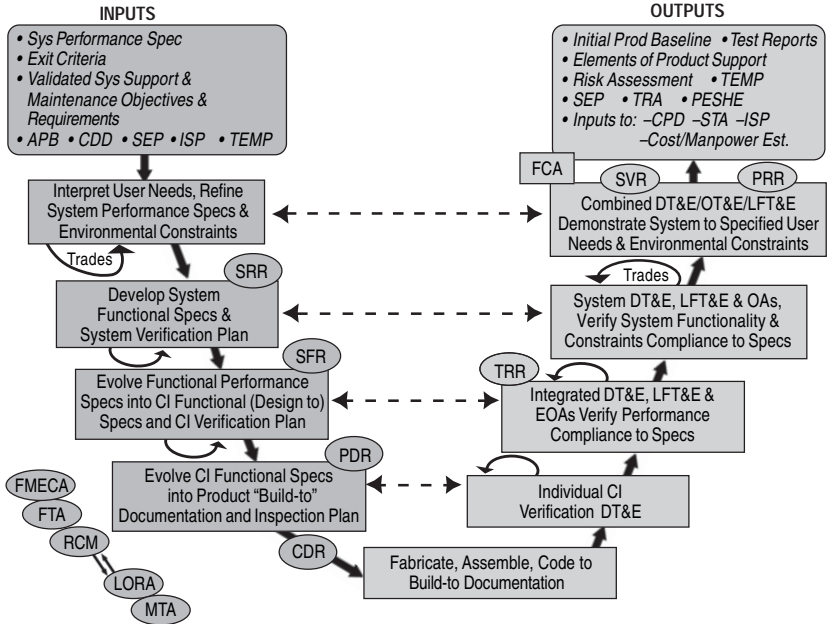 INPUTS
• Sys Performance Spec
• Exit Criteria
• Validated Sys Support &
Maintenance Objectives &
Requirements
• APB • CDD • SEP • ISP • TEMP
Interpret User Needs, Refine
System Performance Specs &
Environmental Constraints
Trades
SRR
Develop System
Functional Specs &
System Verification Plan
SFR
Evolve Functional Performance
Specs into CI Functional (Design to)
Specs and CI Verification Plan
PDR
Evolve CI Functional Specs
into Product “Build-to”
Documentation and Inspection Plan
FMECA
FTA
RCM
LORA
MTA
CDR
Fabricate, Assemble, Code to
Build-to Documentation
OUTPUTS
• Initial Prod Baseline • Test Reports
• Elements of Product Support
• Risk Assessment • TEMP
• SEP • TRA • PESHE
• Inputs to: –CPD –STA –ISP
–Cost/Manpower Est.
FCA
SVR
PRR
Combined DT&E/OT&E/LFT&E
Demonstrate System to Specified User
Needs & Environmental Constraints
Trades
System DT&E, LFT&E & OAs,
Verify System Functionality &
Constraints Compliance to Specs
TRR
Integrated DT&E, LFT&E &
EOAs Verify Performance
Compliance to Specs
Individual CI
Verification DT&E